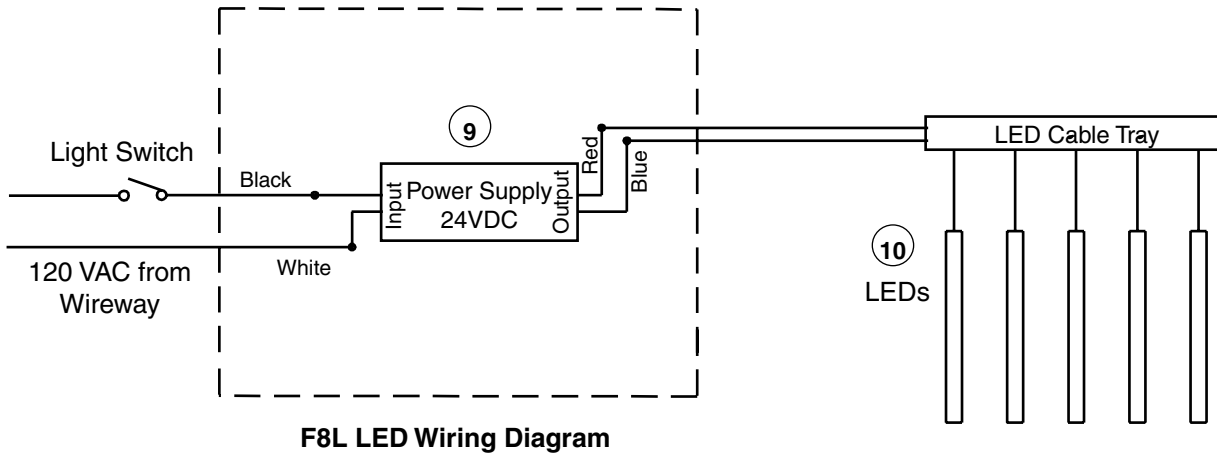 9
LED Cable Tray
Light Switch
Black
Red
Blue
Input
Power Supply
24VDC
Output
White
120 VAC from
Wireway
10
LEDs
F8L LED Wiring Diagram